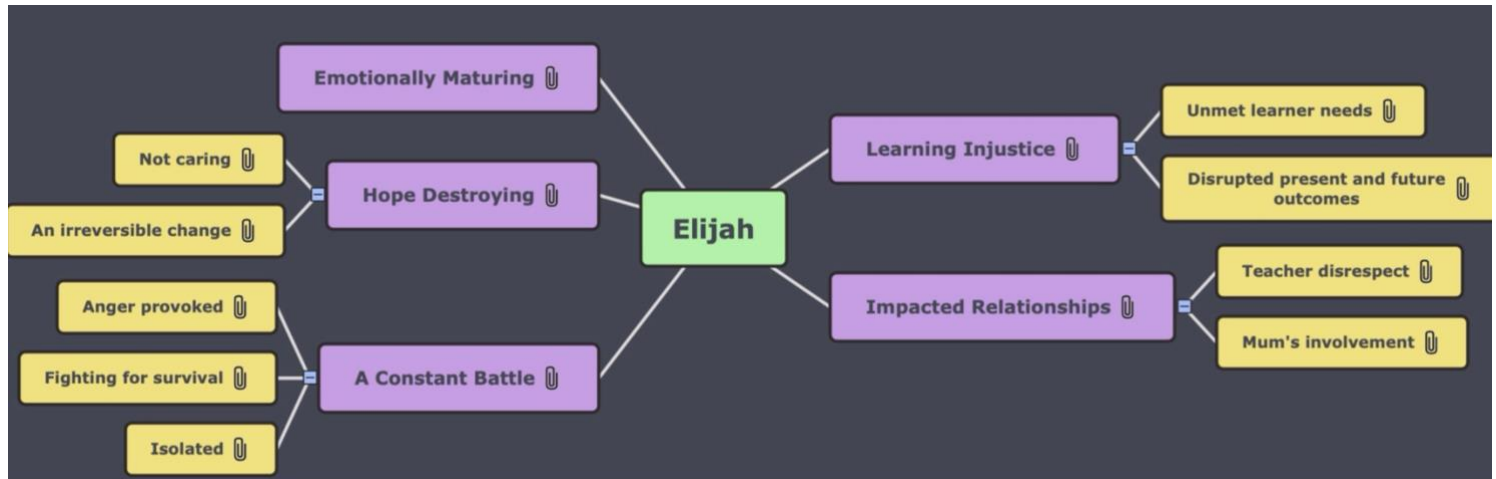 Emotionally Maturing
Not caring
Hope Destroying
An irreversible change
Anger provoked
Fighting for survival
A Constant Battle
Isolated
Elijah
Learning Injustice
Unmet learner needs
Disrupted present and future
outcomes
Impacted Relationships
Teacher disrespect
Mum's involvement